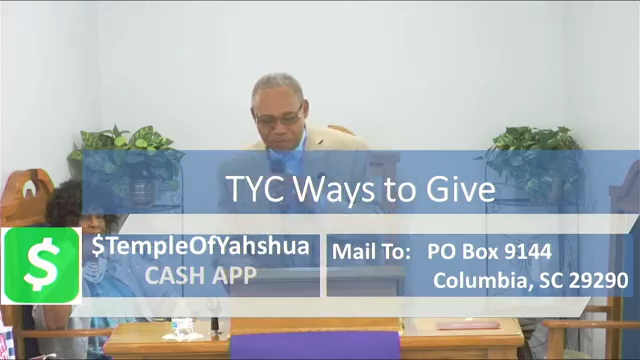 TYC Ways to Give
$TempleOfYahshua
CASH APP
Mail To: PO Box 9144
Columbia, SC 29290
$